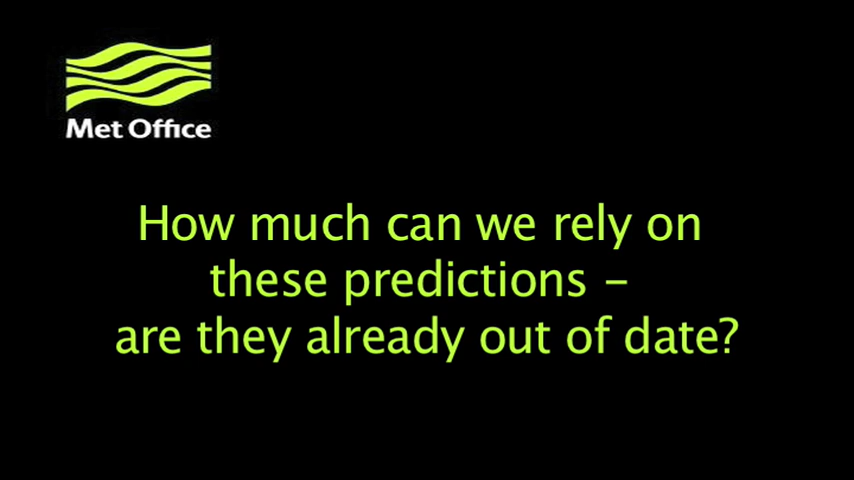 Met Office
How much can we rely on
these predictions –
are they already out of date?